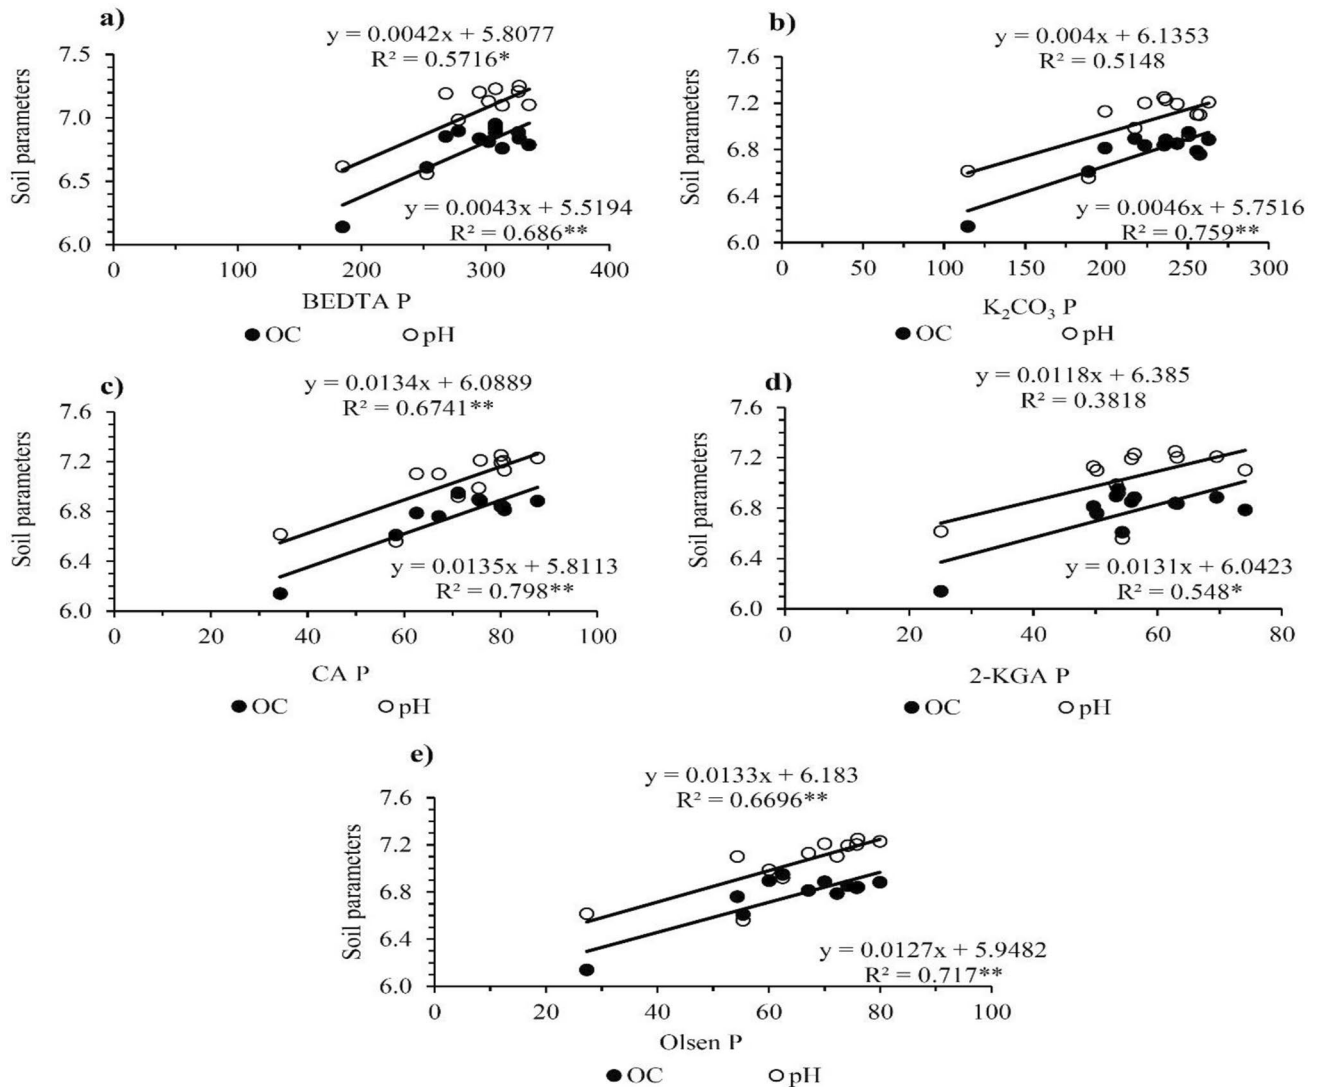 a)
y = 0.0042x + 5.8077
R² = 0.5716*
Soil parameters
7.5
7.0
6.5
6.0
y = 0.0043x + 5.5194
R² = 0.686**
0 100 200 300 400
BEDTA P
OC pH
b)
y = 0.004x + 6.1353
R² = 0.5148
Soil parameters
7.6
7.2
6.8
6.4
6.0
y = 0.0046x + 5.7516
R² = 0.759**
0 50 100 150 200 250 300
K₂CO₃ P
OC pH
c)
y = 0.0134x + 6.0889
R² = 0.6741**
Soil parameters
7.6
7.2
6.8
6.4
6.0
y = 0.0135x + 5.8113
R² = 0.798**
0 20 40 60 80 100
CA P
OC pH
d)
y = 0.0118x + 6.385
R² = 0.3818
Soil parameters
7.6
7.2
6.8
6.4
6.0
y = 0.0131x + 6.0423
R² = 0.548*
0 20 40 60 80
2-KGA P
OC pH
e)
y = 0.0133x + 6.183
R² = 0.6696**
Soil parameters
7.6
7.2
6.8
6.4
6.0
y = 0.0127x + 5.9482
R² = 0.717**
0 20 40 60 80 100
Olsen P
OC pH